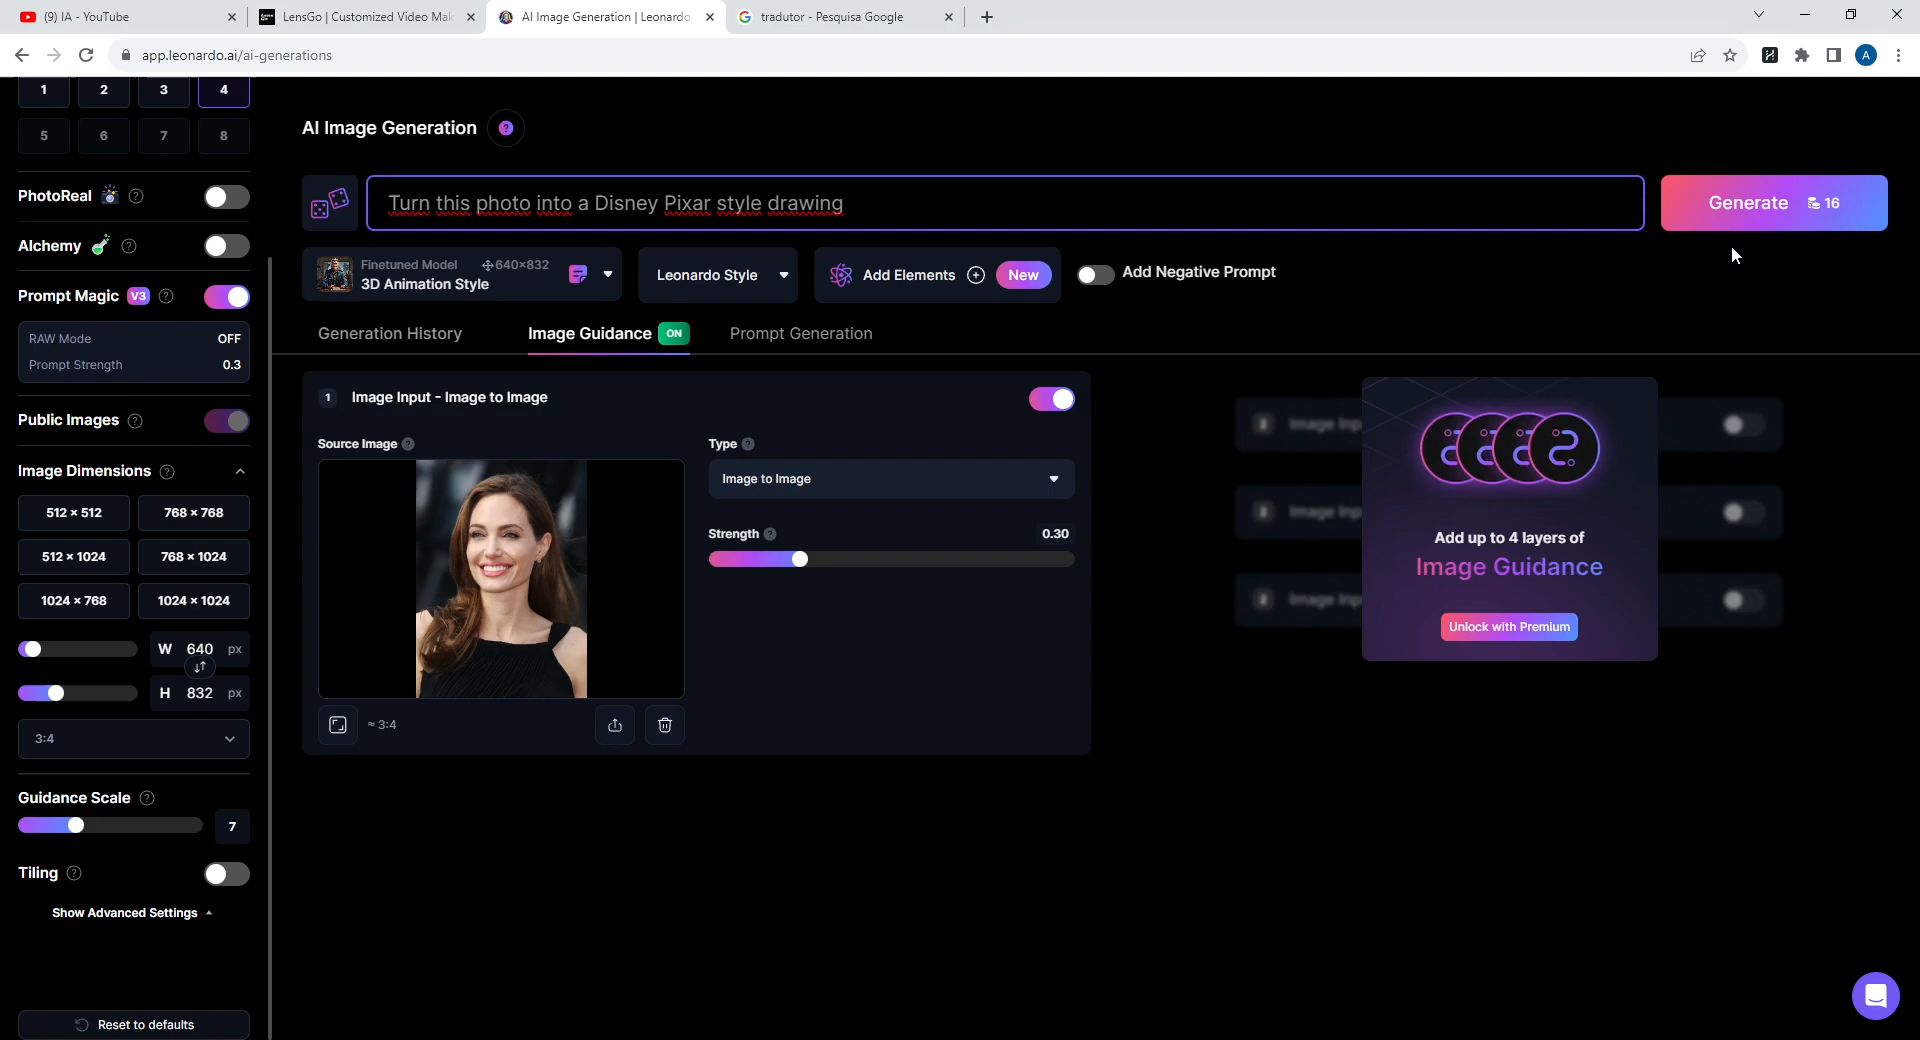 (9) IA - YouTube
LensGo | Customized Video Mak
AI Image Generation | Leonardo
tradutor - Pesquisa Google
app.leonardo.ai/ai-generations
A
1 2 3 4
5 6 7 8
PhotoReal ?
Alchemy ?
Prompt Magic V3 ?
RAW Mode OFF
Prompt Strength 0.3
Public Images ?
Image Dimensions ?
512 × 512 768 × 768
512 × 1024 768 × 1024
1024 × 768 1024 × 1024
W 640 px
H 832 px
3:4
Guidance Scale ?
7
Tiling ?
Show Advanced Settings
Reset to defaults
AI Image Generation ?
Turn this photo into a Disney Pixar style drawing
Generate 16
Finetuned Model 640×832
3D Animation Style
Leonardo Style
Add Elements New
Add Negative Prompt
Generation History
Image Guidance ON
Prompt Generation
1 Image Input - Image to Image
Source Image ?
≈ 3:4
Type ?
Image to Image
Strength ? 0.30
2 Image Inp
Image Inp
Image Inp
Add up to 4 layers of
Image Guidance
Unlock with Premium